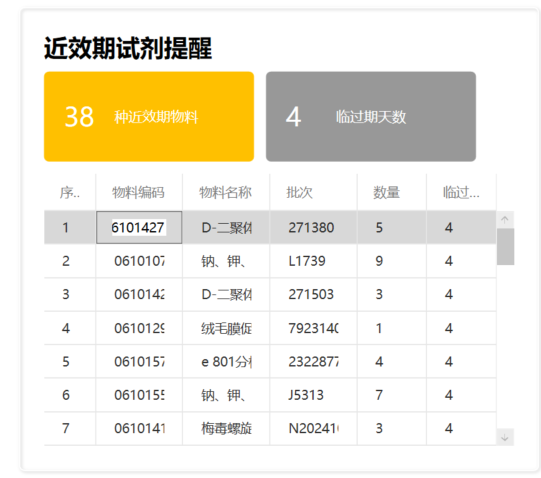 近效期试剂提醒
38 种近效期物料 4 临过期天数
序.. 物料编码 物料名称 批次 数量 临过...
1 6101427 D-二聚体 271380 5 4
2 0610107 钠、钾、 L1739 9 4
3 0610142 D-二聚体 271503 3 4
4 0610129 绒毛膜促 7923140 1 4
5 0610157 e 801分析 2322877 4 4
6 0610155 钠、钾、 J5313 7 4
7 0610141 梅毒螺旋 N202410 3 4